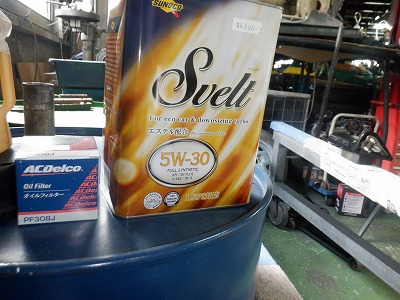 SUNOCO
Svelt
For eco car & downsizing turbo
エステル配合
5W-30
FULL SYNTHETIC
ACDelco
Oil Filter
オイルフィルター
PF308J